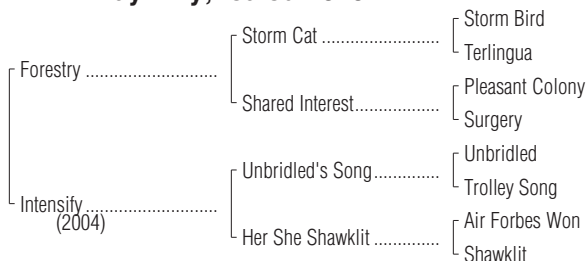 Storm Bird
Storm Cat ........................
Terlingua
Forestry ...........................
Pleasant Colony
Shared Interest.................
Surgery
Unbridled
Unbridled's Song.............
Trolley Song
Intensify...........................
(2004)
Air Forbes Won
Her She Shawklit .............
Shawklit